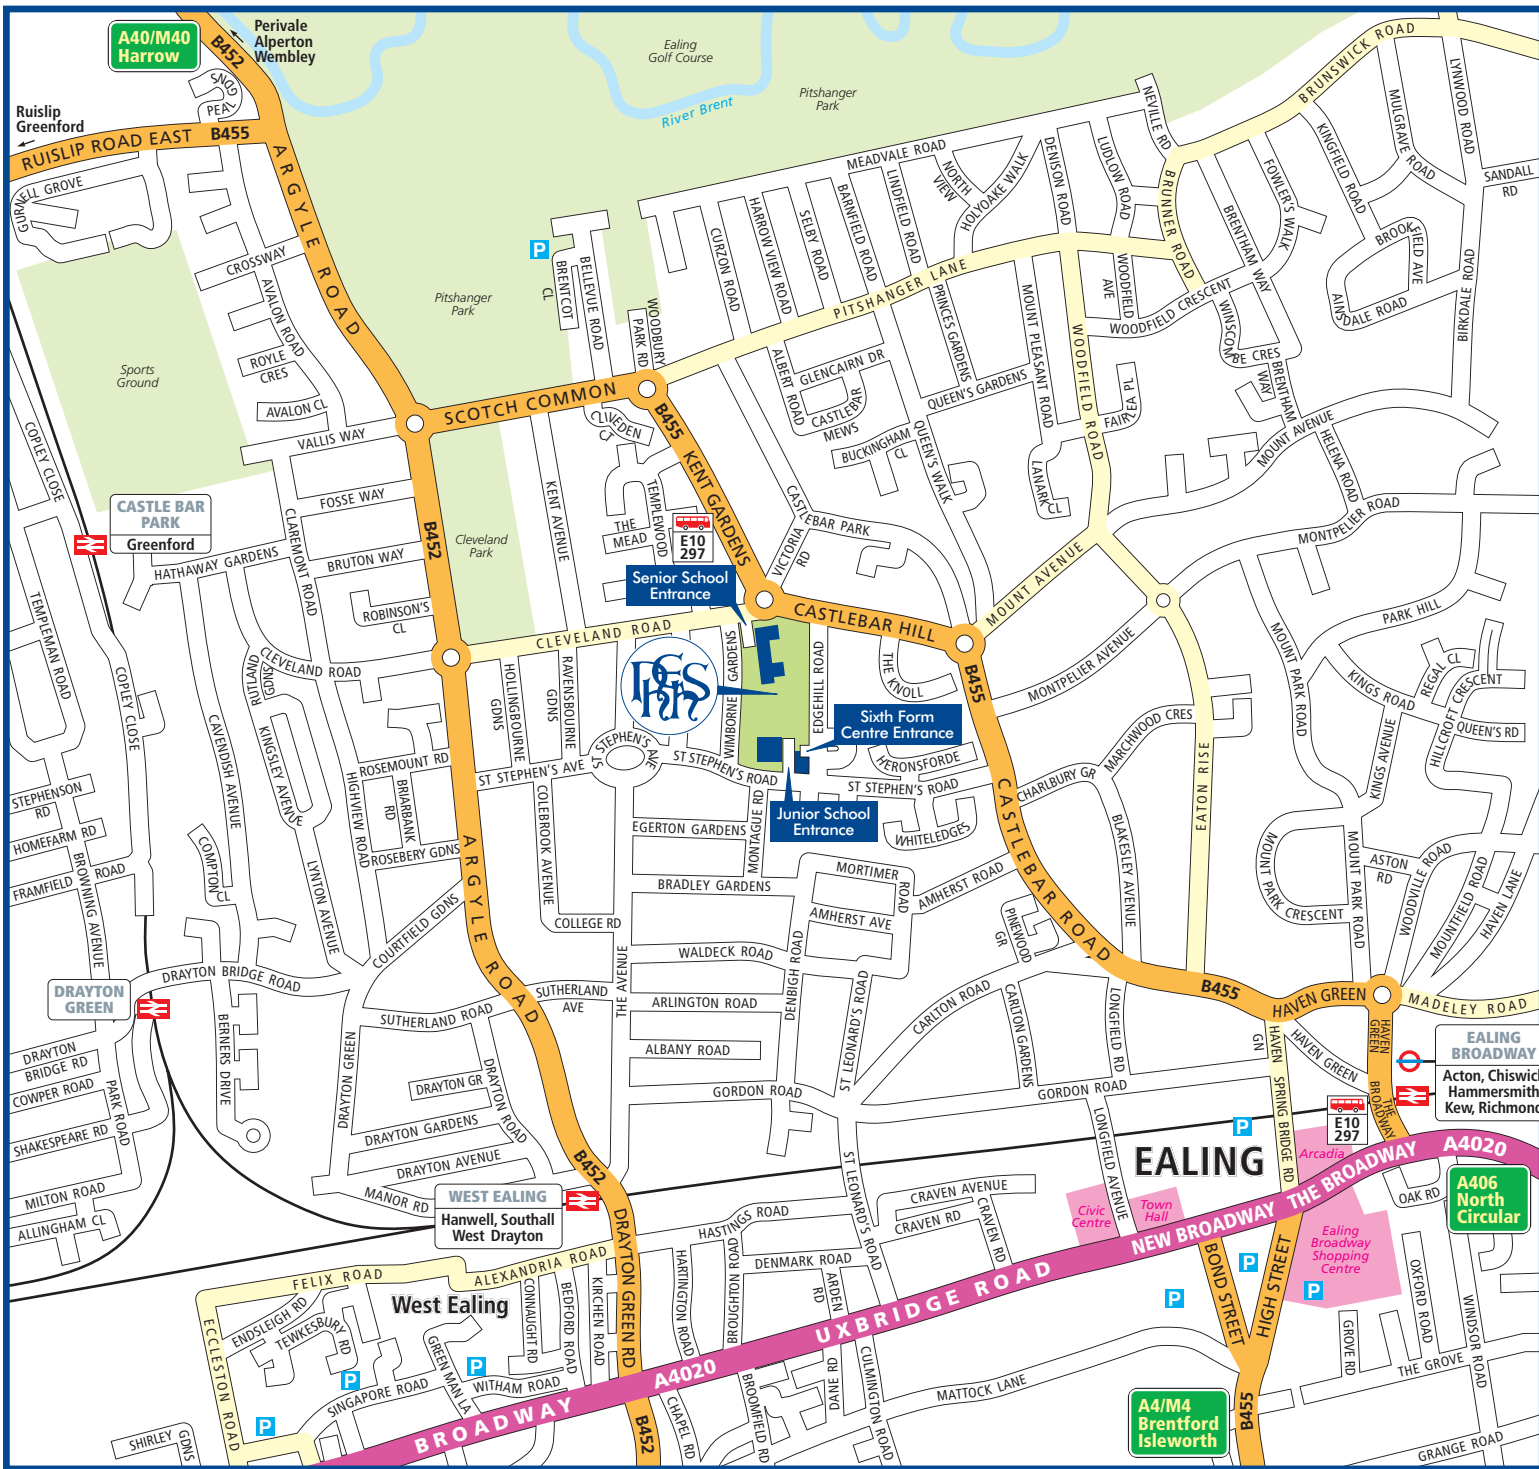 A40/M40
Harrow
B452
Perivale
Alperton
Wembley
Ealing
Golf Course
Pitshanger
Park
River Brent
PEAL
GDNS
Ruislip
Greenford
RUISLIP ROAD EAST
B455
GURNELL GROVE
ARGYLE ROAD
CROSSWAY
AVALON ROAD
ROYLE
CRES
AVALON CL
VALLIS WAY
Sports
Ground
Pitshanger
Park
P
BRENTCOT
CL
BELLEVUE ROAD
WOODBURY
PARK RD
SCOTCH COMMON
MEADVALE ROAD
NORTH
VIEW
HOLYOAKE WALK
DENISON ROAD
LUDLOW ROAD
NEVILLE RD
BRUNSWICK ROAD
LYNWOOD ROAD
MULGRAVE ROAD
KINGFIELD ROAD
SANDALL
RD
FOWLER'S WALK
BRENTHAM WAY
BRUNNER ROAD
BROOKFIELD AVE
AINSDALE ROAD
BIRKDALE ROAD
CURZON ROAD
HARROW VIEW ROAD
SELBY ROAD
BARNFIELD ROAD
LINDFIELD ROAD
PITSHANGER LANE
PRINCES GARDENS
MOUNT PLEASANT ROAD
WOODFIELD ROAD
WOODFIELD
AVE
WOODFIELD CRESCENT
WINSCOMBE CRES
BRENTHAM
WAY
ALBERT ROAD
GLENCAIRN DR
CASTLEBAR
MEWS
BUCKINGHAM
CL
QUEEN'S GARDENS
QUEEN'S WALK
FAIRLEA PL
LANARK CL
MOUNT AVENUE
HELENA ROAD
MONTPELIER ROAD
CLIVEDEN
CT
B455
KENT GARDENS
TEMPLEWOOD
THE
MEAD
KENT AVENUE
Cleveland
Park
E10
297
CASTLEBAR PARK
VICTORIA
RD
COPLEY CLOSE
CASTLE BAR
PARK
Greenford
FOSSE WAY
B452
HATHAWAY GARDENS
CLAREMONT ROAD
BRUTON WAY
ROBINSON'S
CL
TEMPLEMAN ROAD
Senior School
Entrance
CASTLEBAR HILL
MOUNT AVENUE
CLEVELAND ROAD
CLEVELAND ROAD
RUTLAND
GDNS
HOLLINGBOURNE
GDNS
RAVENSBOURNE
GDNS
WIMBORNE GARDENS
EDGEHILL ROAD
THE KNOLL
B455
MONTPELIER AVENUE
MOUNT PARK ROAD
PARK HILL
KINGS ROAD
REGAL CL
HILLCROFT CRESCENT
QUEEN'S RD
KINGS AVENUE
COPLEY CLOSE
CAVENDISH AVENUE
KINGSLEY AVENUE
HIGHVIEW ROAD
ROSEMOUNT RD
BRIARBANK
RD
ROSEBERY GDNS
ST STEPHEN'S AVE
ST STEPHEN'S AVE
ST STEPHEN'S ROAD
Sixth Form
Centre Entrance
HERONSFORDE
ST STEPHEN'S ROAD
Junior School
Entrance
WHITELEDGES
CASTLEBAR ROAD
CHARLBURY GR
MARCHWOOD CRES
EATON RISE
BLAKESLEY AVENUE
STEPHENSON
RD
HOMEFARM RD
FRAMFIELD ROAD
BROWNING AVENUE
COMPTON
CL
LYNTON AVENUE
ARGYLE ROAD
COLEBROOK AVENUE
EGERTON GARDENS
MONTAGUE RD
BRADLEY GARDENS
COLLEGE RD
WALDECK ROAD
MORTIMER
ROAD
AMHERST AVE
AMHERST ROAD
PINEWOOD
GR
MOUNT
PARK
CRESCENT
MOUNT PARK ROAD
ASTON
RD
WOODVILLE ROAD
MOUNTFIELD ROAD
HAVEN LANE
COURTFIELD GDNS
DRAYTON
GREEN
DRAYTON BRIDGE ROAD
BERNERS DRIVE
SUTHERLAND ROAD
SUTHERLAND
AVE
THE AVENUE
ARLINGTON ROAD
DENBIGH ROAD
ST LEONARD'S ROAD
ALBANY ROAD
CARLTON ROAD
CARLTON GARDENS
LONGFIELD RD
B455
HAVEN GREEN
MADELEY ROAD
HAVEN
GN
HAVEN GREEN
HAVEN
GREEN
THE
BROADWAY
EALING
BROADWAY
Acton, Chiswick
Hammersmith
Kew, Richmond
DRAYTON
BRIDGE RD
COWPER ROAD
PARK ROAD
SHAKESPEARE RD
MILTON ROAD
ALLINGHAM CL
DRAYTON GREEN
DRAYTON GR
DRAYTON ROAD
DRAYTON GARDENS
DRAYTON AVENUE
MANOR RD
GORDON ROAD
GORDON ROAD
LONGFIELD AVENUE
SPRING BRIDGE RD
P
E10
297
EALING
Arcadia
A4020
B452
WEST EALING
Hanwell, Southall
West Drayton
DRAYTON GREEN RD
ST LEONARD'S ROAD
CRAVEN AVENUE
CRAVEN RD
CRAVEN RD
HASTINGS ROAD
DENMARK ROAD
ARDEN
RD
Civic
Centre
Town
Hall
NEW BROADWAY
THE BROADWAY
OAK RD
A406
North
Circular
Ealing
Broadway
Shopping
Centre
P
P
P
BOND STREET
HIGH STREET
OXFORD ROAD
WINDSOR ROAD
GROVE RD
THE GROVE
FELIX ROAD
ALEXANDRIA ROAD
West Ealing
ECCLESTON ROAD
ENDSLEIGH RD
TEWKESBURY RD
GREEN MAN LA
CONNAUGHT RD
BEDFORD ROAD
KIRCHEN ROAD
HARTINGTON ROAD
BROUGHTON ROAD
UXBRIDGE ROAD
P
P
P
SINGAPORE ROAD
WITHAM ROAD
A4020
BROADWAY
CHAPEL RD
BROOMFIELD RD
DANE RD
CULMINGTON ROAD
MATTOCK LANE
A4/M4
Brentford
Isleworth
B455
GRANGE ROAD
SHIRLEY
GDNS
B452